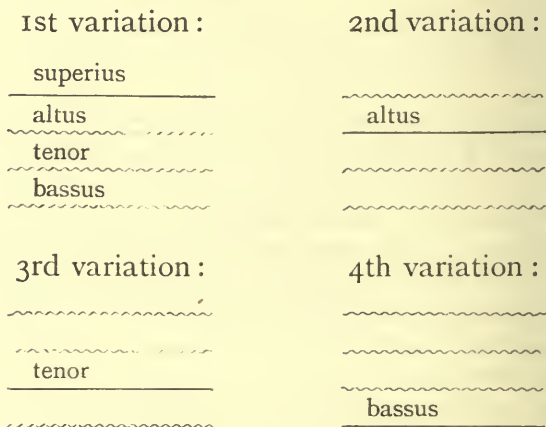 1st variation :
superius
altus
tenor
bassus
2nd variation :
altus
3rd variation :
tenor
4th variation :
bassus